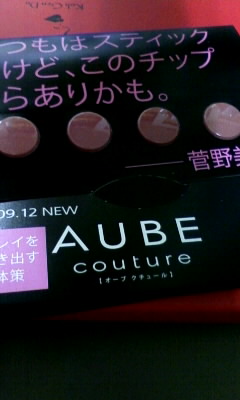 つもはスティック
けど、このチップ
らありかも。
菅野美
09.12 NEW
レイを
き出す
体策
AUBE
couture
[オーブ クチュール]